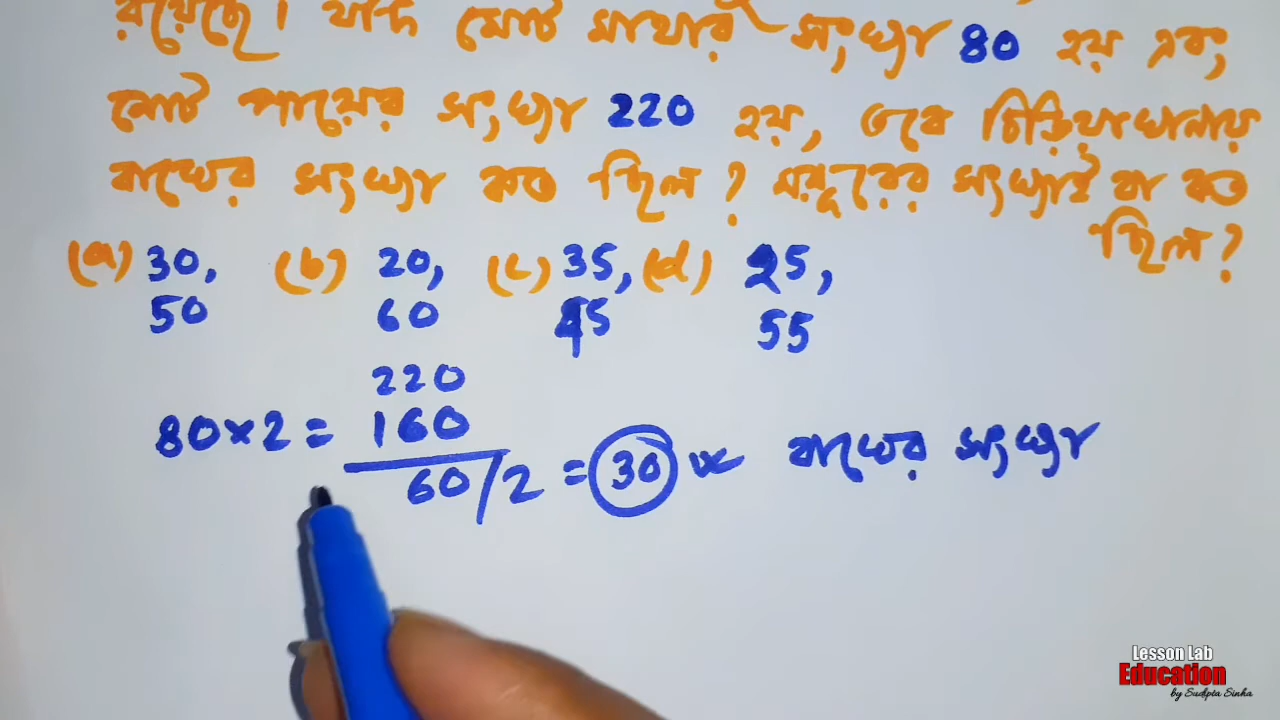 রয়েছে। যদি মোট মাথার সংখ্যা 80 হয় এবং
মোট পায়ের সংখ্যা 220 হয়, তবে চিড়িয়াখানায়
বাঘের সংখ্যা কত ছিল? ময়ূরের সংখ্যাই বা কত
ছিল?
(a) 30, (b) 20, (c) 35, (d) 25,
50 60 45 55
220
80×2 = 160
60/2 = 30 বাঘের সংখ্যা
Lesson Lab
Education
by Sudipta Sinha